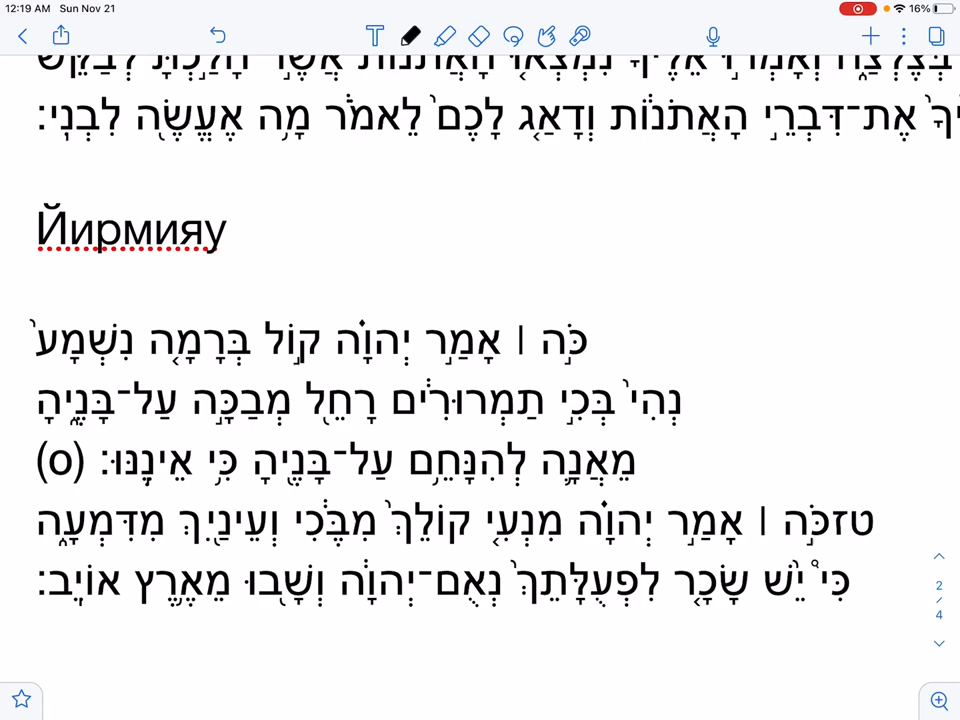 12:19 AM Sun Nov 21
16%
T
בְּצֶלְצַ֑ח וְאָמְר֣וּ אֵלֶ֗יךָ נִמְצְא֤וּ הָאֲתֹנוֹת֙ אֲשֶׁ֣ר הָלַ֣כְתָּ לְבַקֵּ֔שׁ
אֶת־דִּבְרֵ֣י הָאֲתֹנ֔וֹת וְדָאַ֤ג לָכֶם֙ לֵאמֹ֔ר מָ֥ה אֶעֱשֶׂ֖ה לִבְנִֽי׃
Йирмияу
כֹּ֣ה ׀ אָמַ֣ר יְהוָ֗ה ק֣וֹל בְּרָמָ֤ה נִשְׁמָע֙
נְהִי֙ בְּכִ֣י תַמְרוּרִ֔ים רָחֵ֖ל מְבַכָּ֣ה עַל־בָּנֶ֑יהָ
מֵאֲנָ֛ה לְהִנָּחֵ֥ם עַל־בָּנֶ֖יהָ כִּ֥י אֵינֶֽנּוּ׃ (o)
טזכֹּ֣ה ׀ אָמַ֣ר יְהוָ֗ה מִנְעִ֤י קוֹלֵךְ֙ מִבֶּ֔כִי וְעֵינַ֖יִךְ מִדִּמְעָ֑ה
כִּי֩ יֵ֨שׁ שָׂכָ֤ר לִפְעֻלָּתֵךְ֙ נְאֻם־יְהוָ֔ה וְשָׁ֖בוּ מֵאֶ֥רֶץ אוֹיֵֽב׃
2
/
4